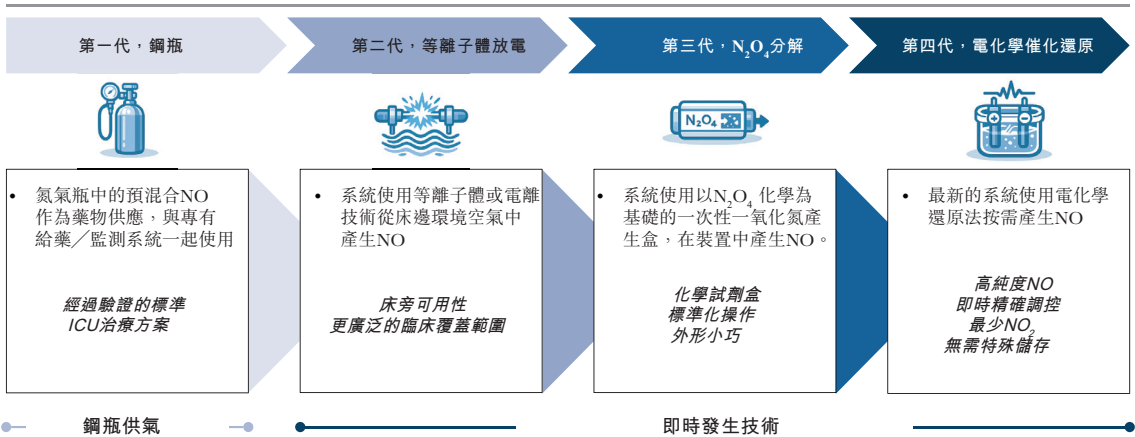 第一代，鋼瓶
第二代，等離子體放電
第三代，N₂O₄分解
第四代，電化學催化還原
N₂O₄
• 氮氣瓶中的預混合NO
作為藥物供應，與專有
給藥／監測系統一起使用
經過驗證的標準
ICU治療方案
• 系統使用等離子體或電離
技術從床邊環境空氣中
產生NO
床旁可用性
更廣泛的臨床覆蓋範圍
系統使用以N₂O₄ 化學為
基礎的一次性一氧化氮產
生盒，在裝置中產生NO。
化學試劑盒
標準化操作
外形小巧
• 最新的系統使用電化學
還原法按需產生NO
高純度NO
即時精確調控
最少NO₂
無需特殊儲存
鋼瓶供氣
即時發生技術